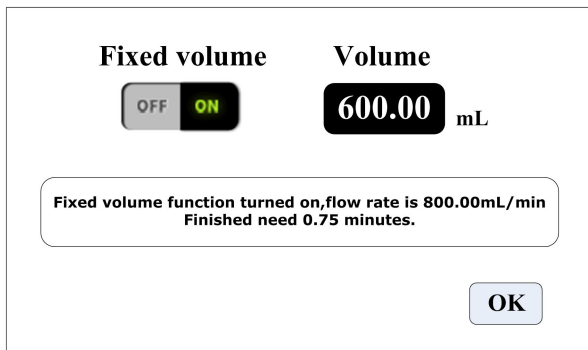 Fixed volume Volume
OFF ON 600.00 mL
Fixed volume function turned on,flow rate is 800.00mL/min
Finished need 0.75 minutes.
OK